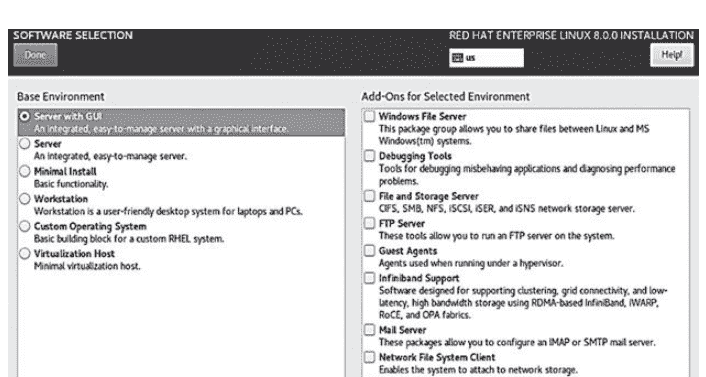 SOFTWARE SELECTION
RED HAT ENTERPRISE LINUX 8.0.0 INSTALLATION
Done
us
Help!
Base Environment
Server with GUI
An integrated, easy-to-manage server with a graphical interface.
Server
An integrated, easy-to-manage server.
Minimal Install
Basic functionality.
Workstation
Workstation is a user-friendly desktop system for laptops and PCs.
Custom Operating System
Basic building block for a custom RHEL system.
Virtualization Host
Minimal virtualization host.
Add-Ons for Selected Environment
Windows File Server
This package group allows you to share files between Linux and MS
Windows(tm) systems.
Debugging Tools
Tools for debugging misbehaving applications and diagnosing performance
problems.
File and Storage Server
CIFS, SMB, NFS, iSCSI, iSER, and iSNS network storage server.
FTP Server
These tools allow you to run an FTP server on the system.
Guest Agents
Agents used when running under a hypervisor.
Infiniband Support
Software designed for supporting clustering, grid connectivity, and low-
latency, high bandwidth storage using RDMA-based InfiniBand, iWARP,
RoCE, and OPA fabrics.
Mail Server
These packages allow you to configure an IMAP or SMTP mail server.
Network File System Client
Enables the system to attach to network storage.